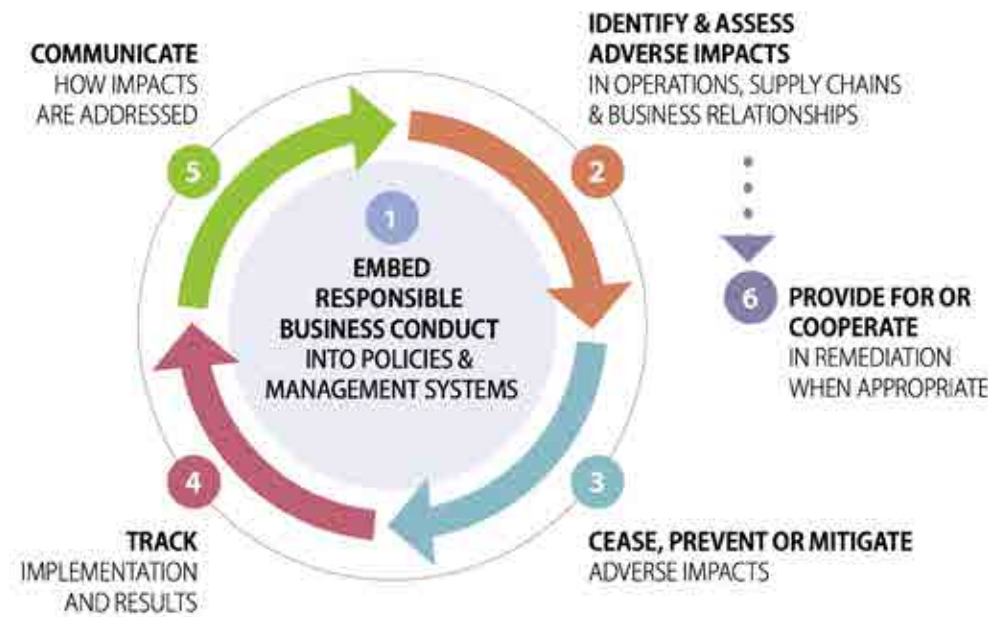 COMMUNICATE
HOW IMPACTS
ARE ADDRESSED
5
IDENTIFY & ASSESS
ADVERSE IMPACTS
IN OPERATIONS, SUPPLY CHAINS
& BUSINESS RELATIONSHIPS
2
1
EMBED
RESPONSIBLE
BUSINESS CONDUCT
INTO POLICIES &
MANAGEMENT SYSTEMS
6
PROVIDE FOR OR
COOPERATE
IN REMEDIATION
WHEN APPROPRIATE
4
TRACK
IMPLEMENTATION
AND RESULTS
3
CEASE, PREVENT OR MITIGATE
ADVERSE IMPACTS